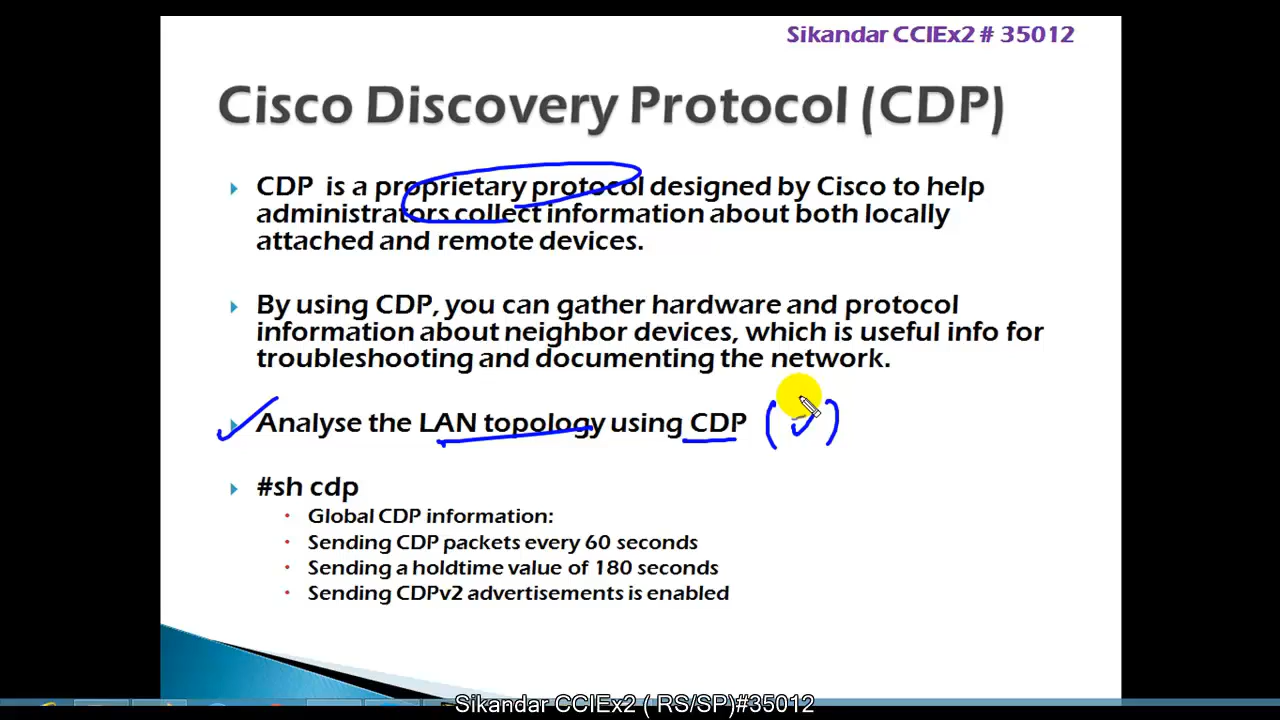 Sikandar CCIEx2 # 35012
Cisco Discovery Protocol (CDP)
CDP is a proprietary protocol designed by Cisco to help
administrators collect information about both locally
attached and remote devices.
By using CDP, you can gather hardware and protocol
information about neighbor devices, which is useful info for
troubleshooting and documenting the network.
Analyse the LAN topology using CDP
#sh cdp
Global CDP information:
Sending CDP packets every 60 seconds
Sending a holdtime value of 180 seconds
Sending CDPv2 advertisements is enabled
Sikandar CCIEx2 ( RS/SP)#35012